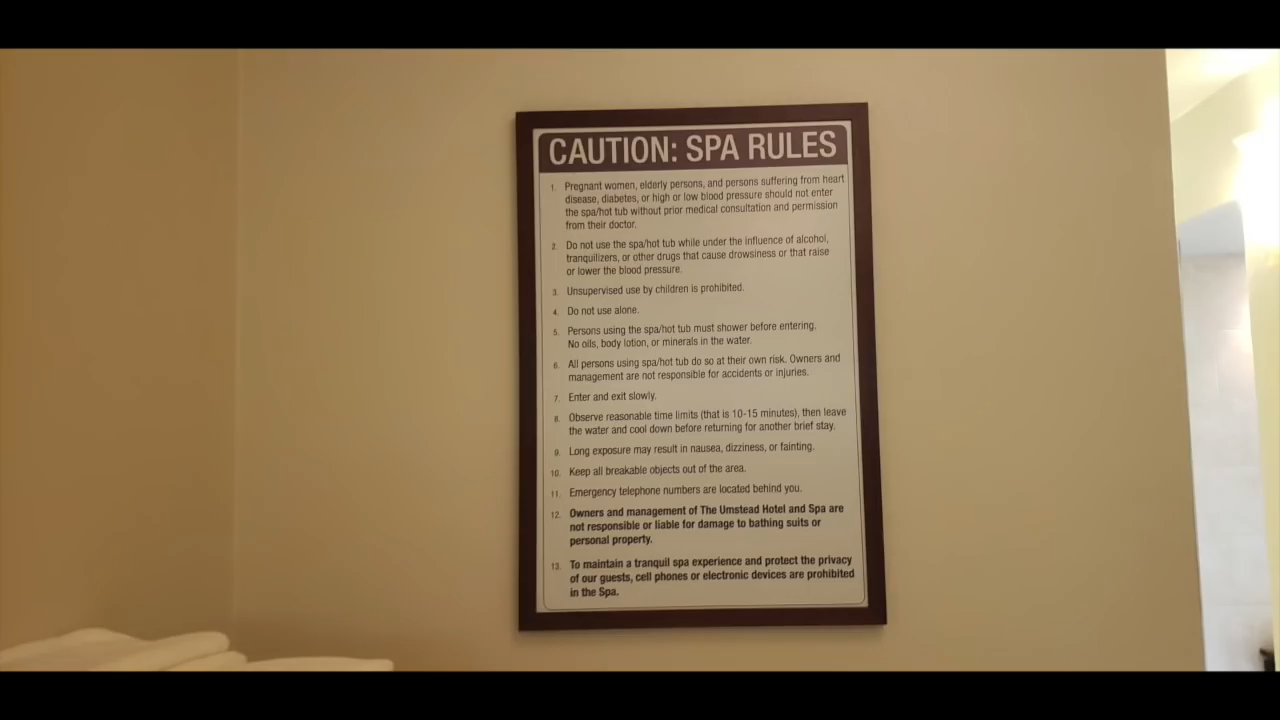 CAUTION: SPA RULES
1. Pregnant women, elderly persons, and persons suffering from heart
disease, diabetes, or high or low blood pressure should not enter
the spa/hot tub without prior medical consultation and permission
from their doctor.
2. Do not use the spa/hot tub while under the influence of alcohol,
tranquilizers, or other drugs that cause drowsiness or that raise
or lower the blood pressure.
3. Unsupervised use by children is prohibited.
4. Do not use alone.
5. Persons using the spa/hot tub must shower before entering.
No oils, body lotion, or minerals in the water.
6. All persons using spa/hot tub do so at their own risk. Owners and
management are not responsible for accidents or injuries.
7. Enter and exit slowly.
8. Observe reasonable time limits (that is 10-15 minutes), then leave
the water and cool down before returning for another brief stay.
9. Long exposure may result in nausea, dizziness, or fainting.
10. Keep all breakable objects out of the area.
11. Emergency telephone numbers are located behind you.
12. Owners and management of The Umstead Hotel and Spa are
not responsible or liable for damage to bathing suits or
personal property.
13. To maintain a tranquil spa experience and protect the privacy
of our guests, cell phones or electronic devices are prohibited
in the Spa.